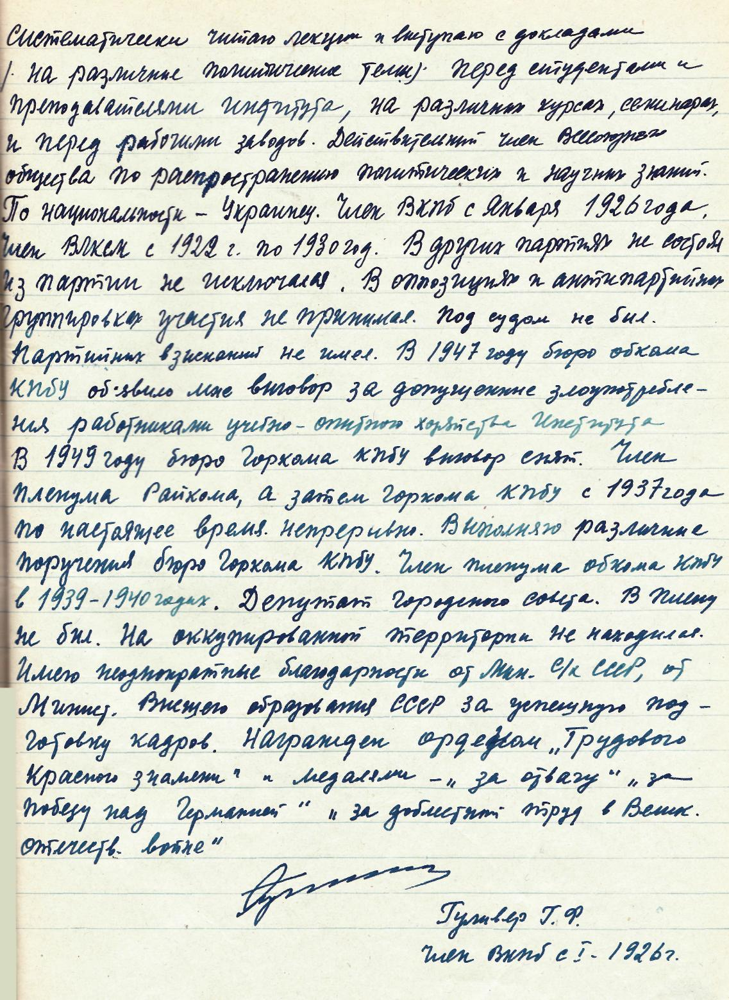 Систематически читаю лекции и выступаю с докладами
/· на различные политические темы)· перед студентами и
преподавателями института, на различных курсах, семинарах,
и перед рабочими заводов. Действительный член Всесоюзного
общества по распространению политических и научных знаний.
По национальности – Украинец. Член ВКПб с Января 1926 года,
Член ВЛКСМ с 1922 г. по 1930 год. В других партиях не состоял
из партии не исключался. В оппозициях и антипартийных
группировках участия не принимал. Под судом не был.
Партийных взысканий не имел. В 1947 году бюро обкома
КПбУ об'явило мне выговор за допущенные злоупотребле–
ния работниками учебно–опытного хозяйства Института
В 1949 году бюро Горкома КПбУ выговор снят. Член
пленума Райкома, а затем Горкома КПбУ с 1937 года
по настоящее время. непрерывно. Выполняю различные
поручения бюро Горкома КПбУ. Член пленума обкома КПбУ
в 1939–1940 годах. Депутат городского совета. В плену
не был. На оккупированной территории не находился.
Имею неоднократные благодарности от Мин. С/х СССР, от
Минист. Высшего образования СССР за успешную под–
готовку кадров. Награжден орденом „Трудового
Красного знамени" и медалями –„ за отвагу" „за
победу над Германией" „за доблестный труд в Велик.
отечеств. войне"
Гуливер Г. Ф.
Член ВКПб с I – 1926 г.